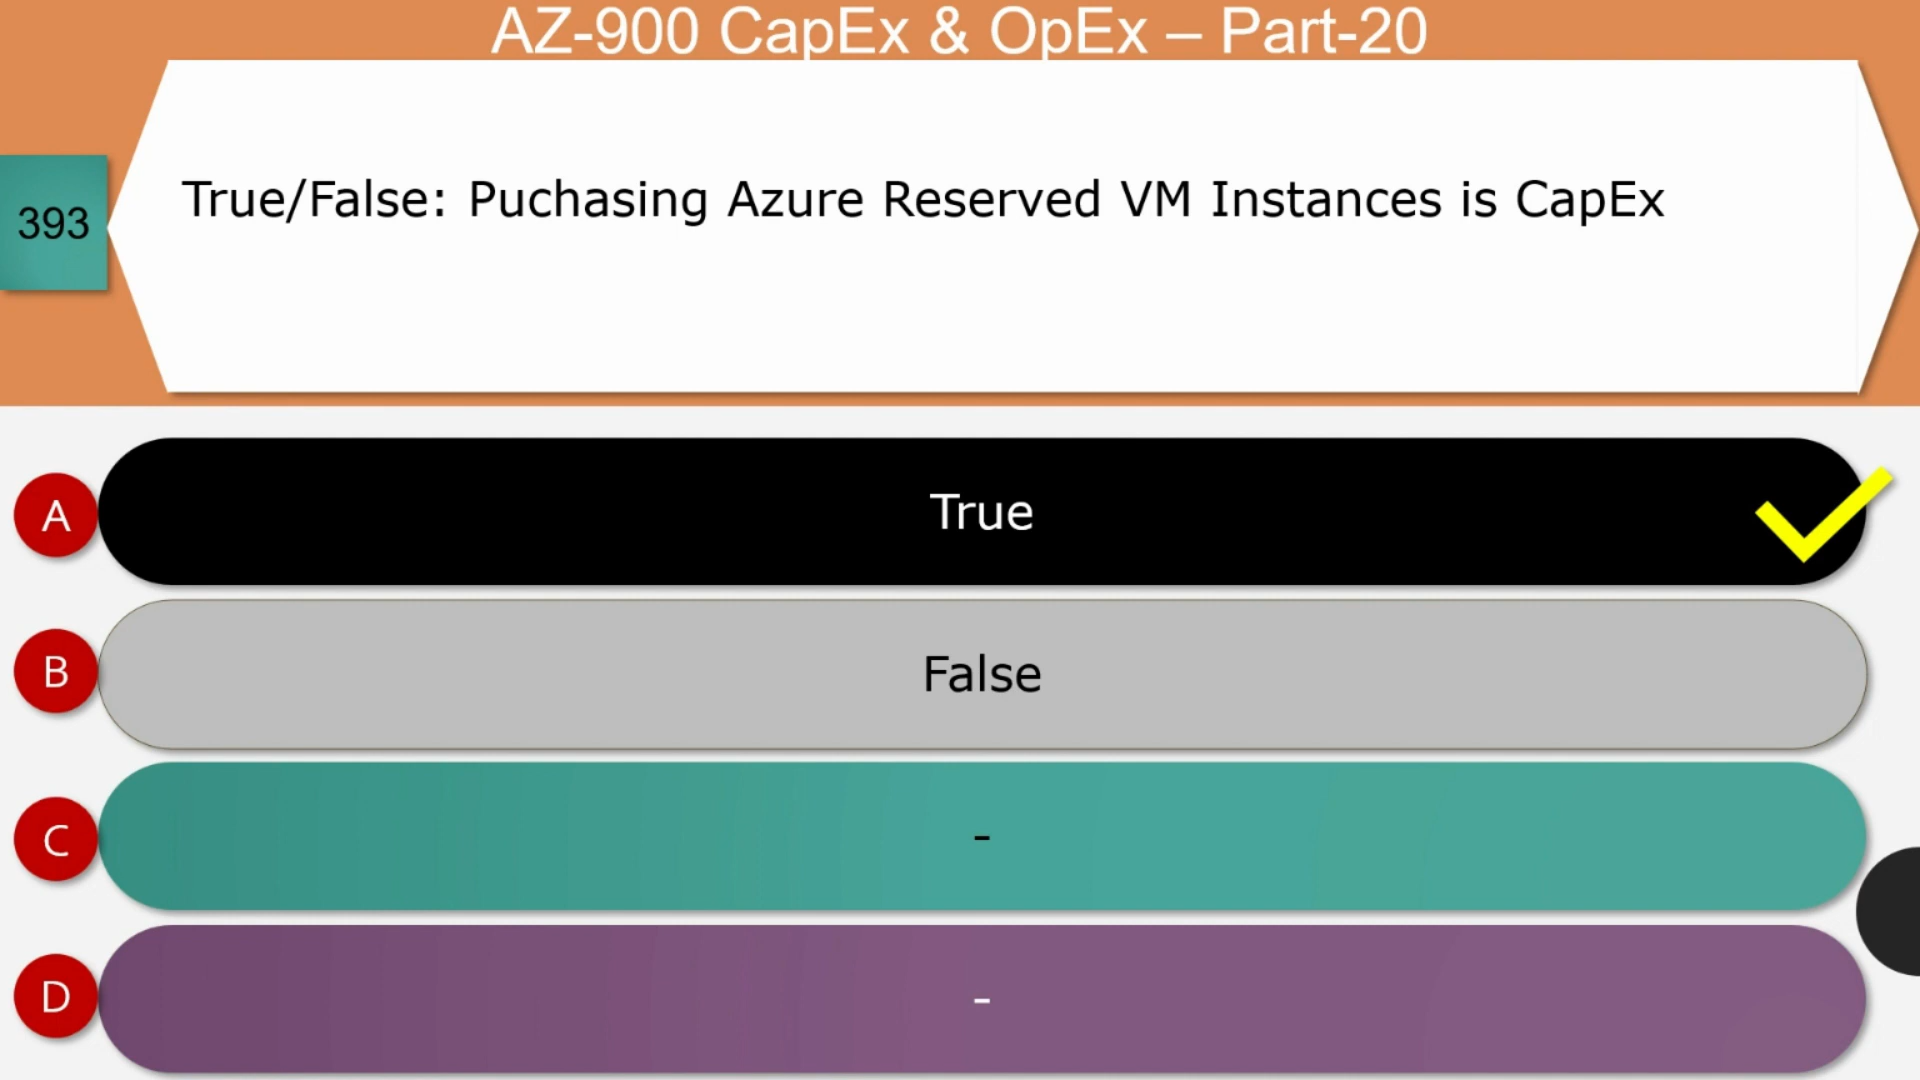 AZ-900 CapEx & OpEx – Part-20
393
True/False: Puchasing Azure Reserved VM Instances is CapEx
A
True
B
False
C
-
D
-